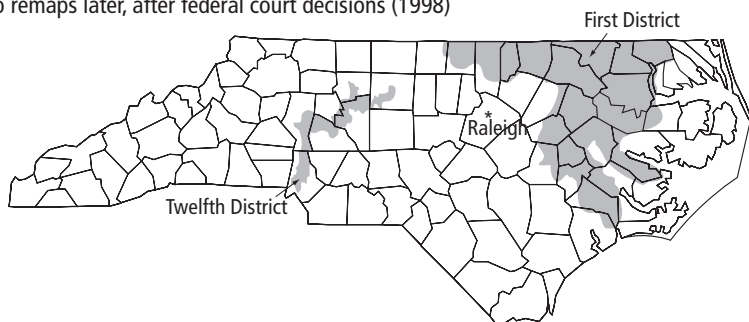 remaps later, after federal court decisions (1998)
First District
*
Raleigh
Twelfth District